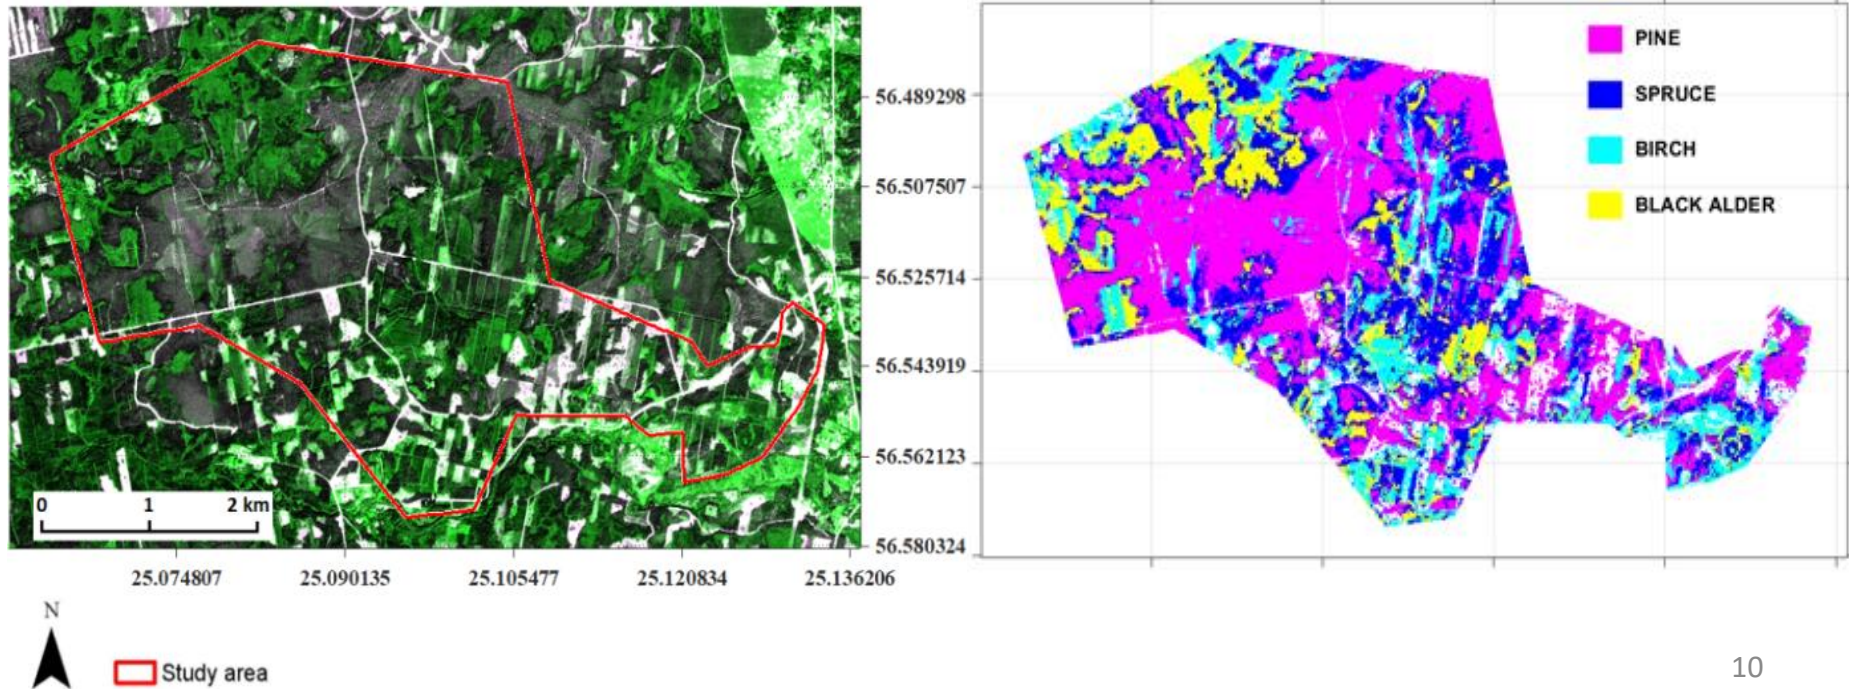 PINE
56.489298
SPRUCE
BIRCH
56.507507
BLACK ALDER
56.525714
56.543919
56.562123
0 1 2 km
56.580324
25.074807 25.090135 25.105477 25.120834 25.136206
N
Study area
10